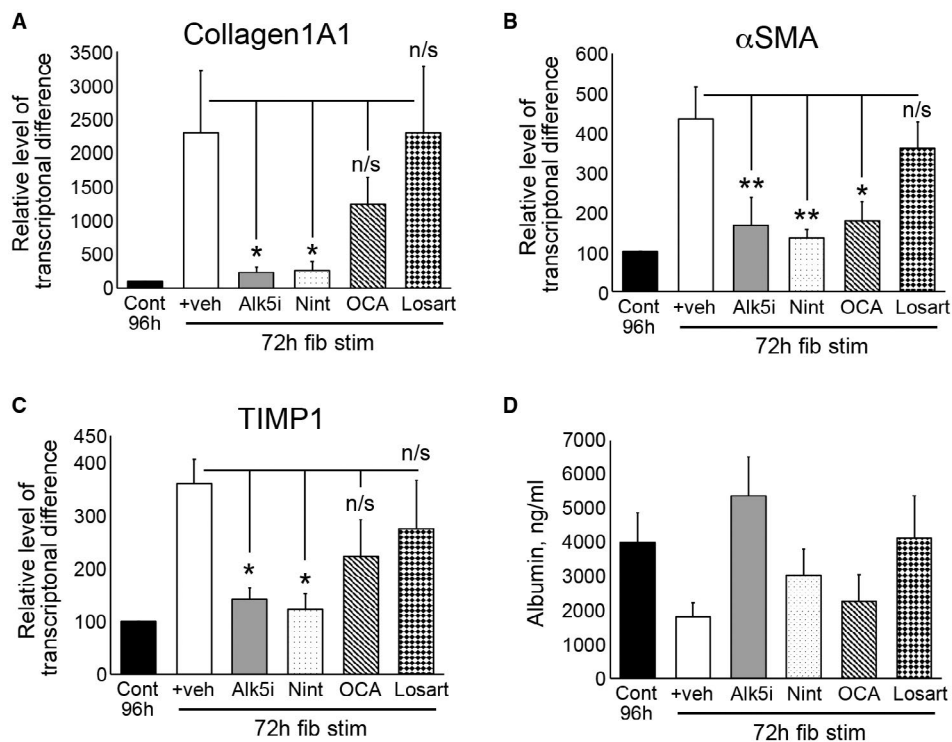 A
Collagen1A1
Relative level of
transcriptonal difference
3500
3000
2500
2000
1500
1000
500
0
*
*
n/s
n/s
Cont
96h
+veh
Alk5i
Nint
OCA
Losart
72h fib stim
B
αSMA
Relative level of
transcriptonal difference
600
500
400
300
200
100
0
**
**
*
n/s
Cont
96h
+veh
Alk5i
Nint
OCA
Losart
72h fib stim
C
TIMP1
Relative level of
transcriptonal difference
450
400
300
200
100
0
*
*
n/s
n/s
Cont
96h
+veh
Alk5i
Nint
OCA
Losart
72h fib stim
D
Albumin, ng/ml
7000
6000
5000
4000
3000
2000
1000
0
Cont
96h
+veh
Alk5i
Nint
OCA
Losart
72h fib stim